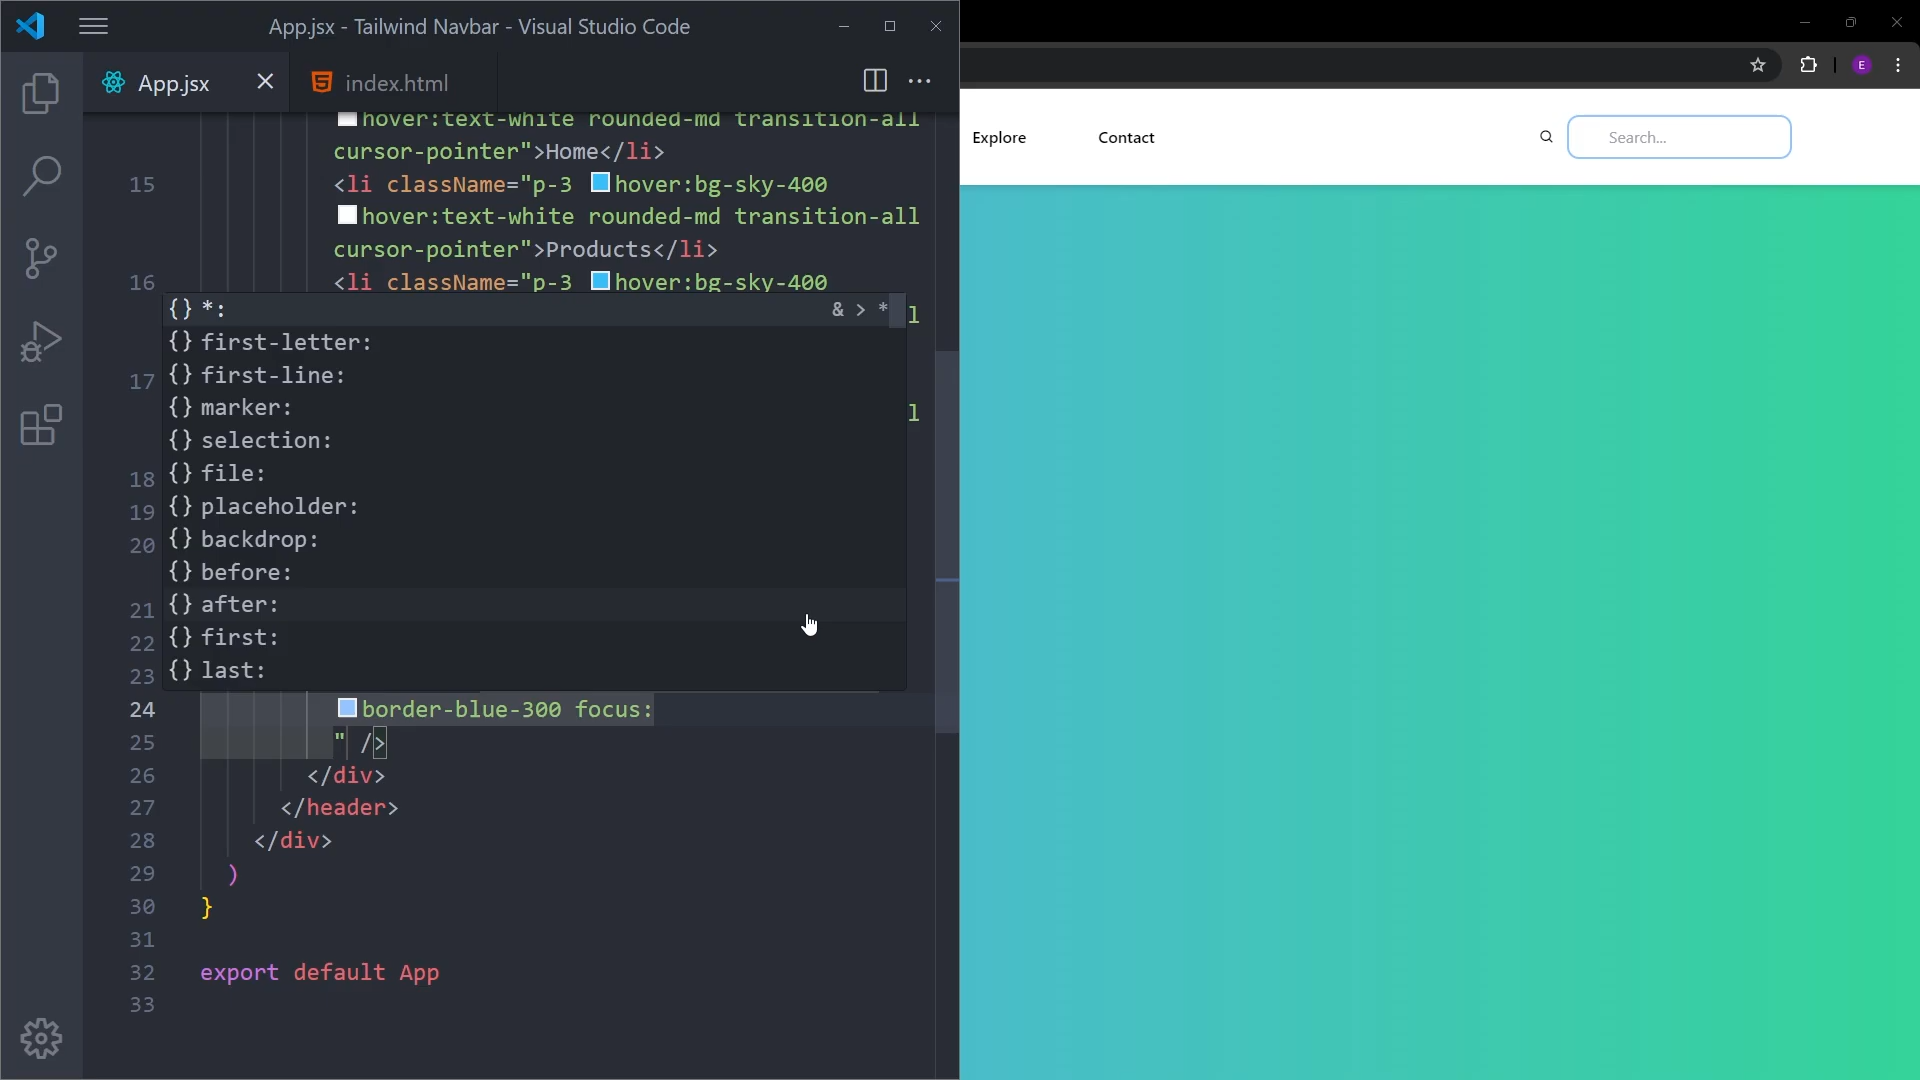 App.jsx - Tailwind Navbar - Visual Studio Code
App.jsx
index.html
E
hover:text-white rounded-md transition-all
cursor-pointer">Home</li>
15 <li className="p-3 hover:bg-sky-400
hover:text-white rounded-md transition-all
cursor-pointer">Products</li>
16 <li className="p-3 hover:bg-sky-400
{} *: & > *
l
{} first-letter:
17 {} first-line:
{} marker:
l
{} selection:
18 {} file:
19 {} placeholder:
20 {} backdrop:
{} before:
21 {} after:
22 {} first:
23 {} last:
24 border-blue-300 focus:
25 " />
26 </div>
27 </header>
28 </div>
29 )
30 }
31
32 export default App
33
Explore Contact Search...